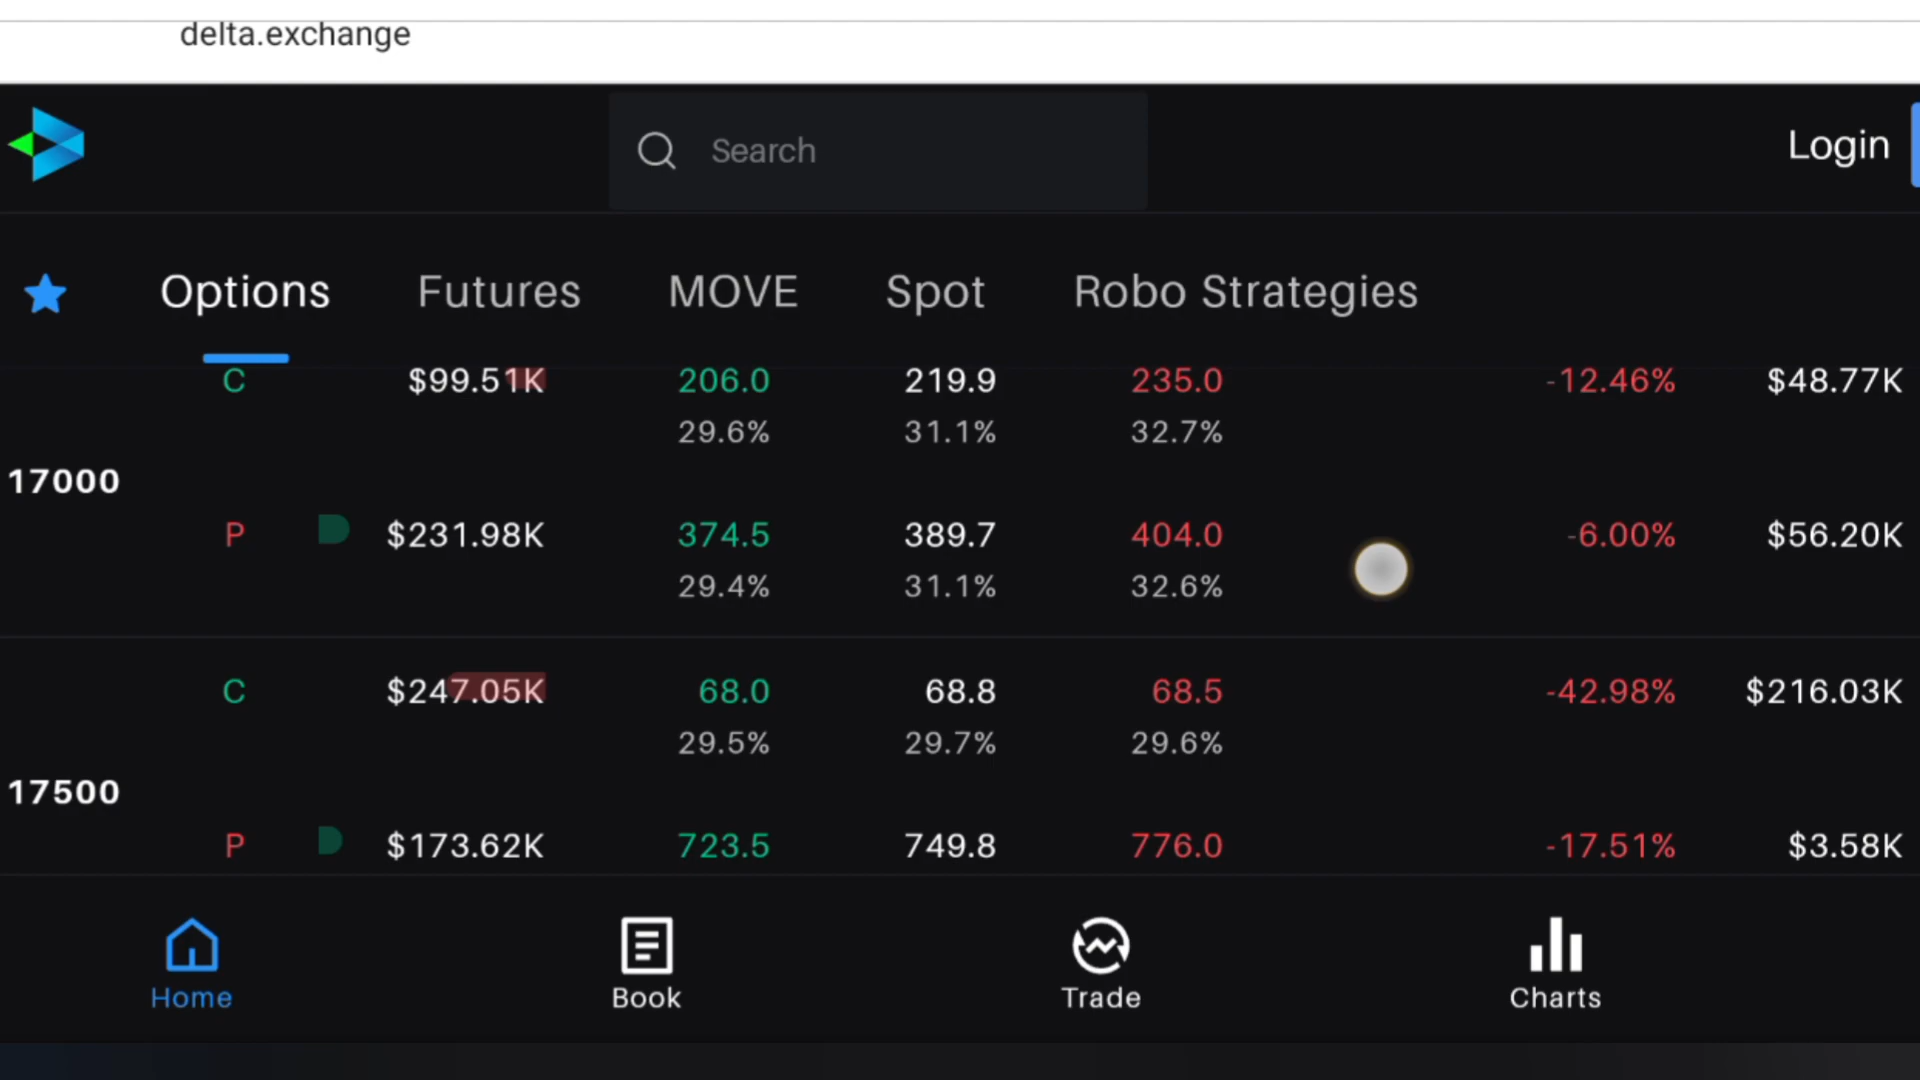 delta.exchange
Search
Login
Options Futures MOVE Spot Robo Strategies
C $99.51K 206.0 219.9 235.0 -12.46% $48.77K
29.6% 31.1% 32.7%
17000
P $231.98K 374.5 389.7 404.0 -6.00% $56.20K
29.4% 31.1% 32.6%
C $247.05K 68.0 68.8 68.5 -42.98% $216.03K
29.5% 29.7% 29.6%
17500
P $173.62K 723.5 749.8 776.0 -17.51% $3.58K
Home Book Trade Charts